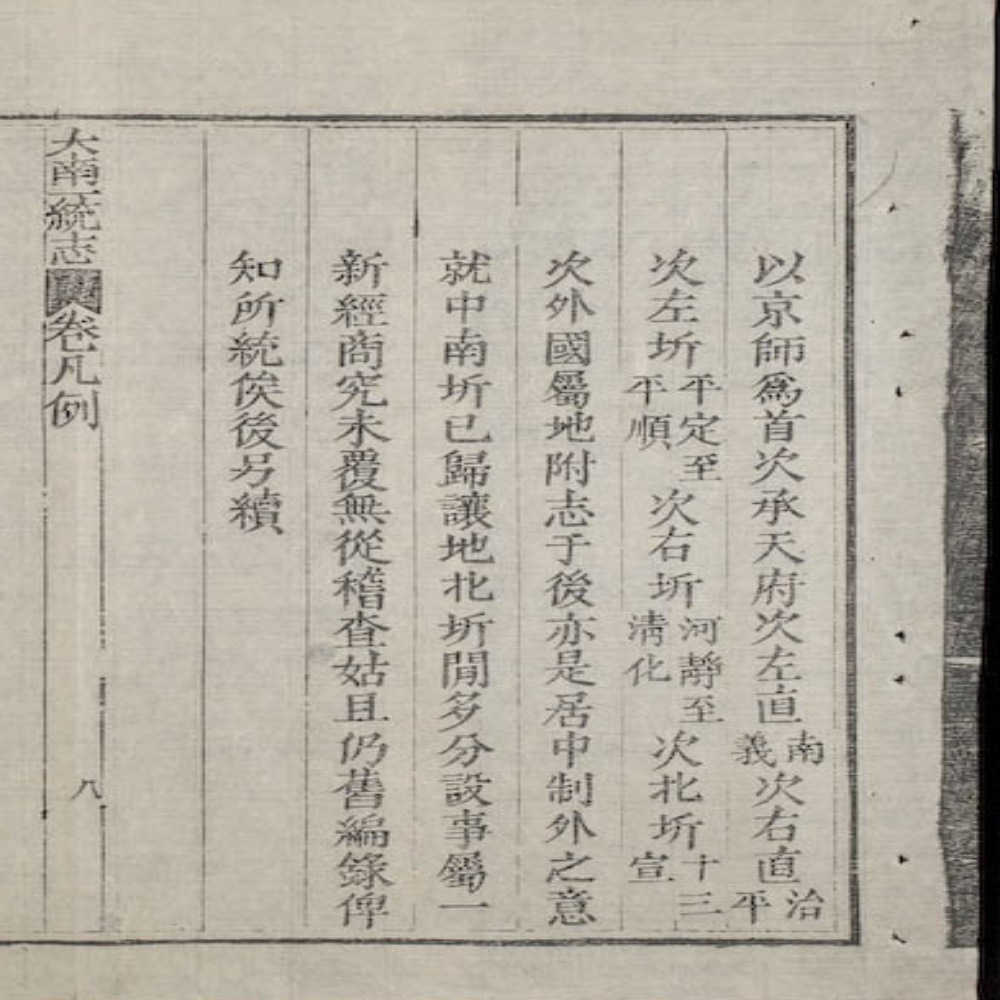 以京師爲首次承天府次左直南義次右直治平
次左圻平定至平順次右圻河靜至清化次北圻十三宣
次外國屬地附志于後亦是居中制外之意
就中南圻已歸讓地北圻閒多分設事屬一
新經商究未覆無從稽查姑且仍舊編錄俾
知所統俟後另續
大南一統志卷凡例
八